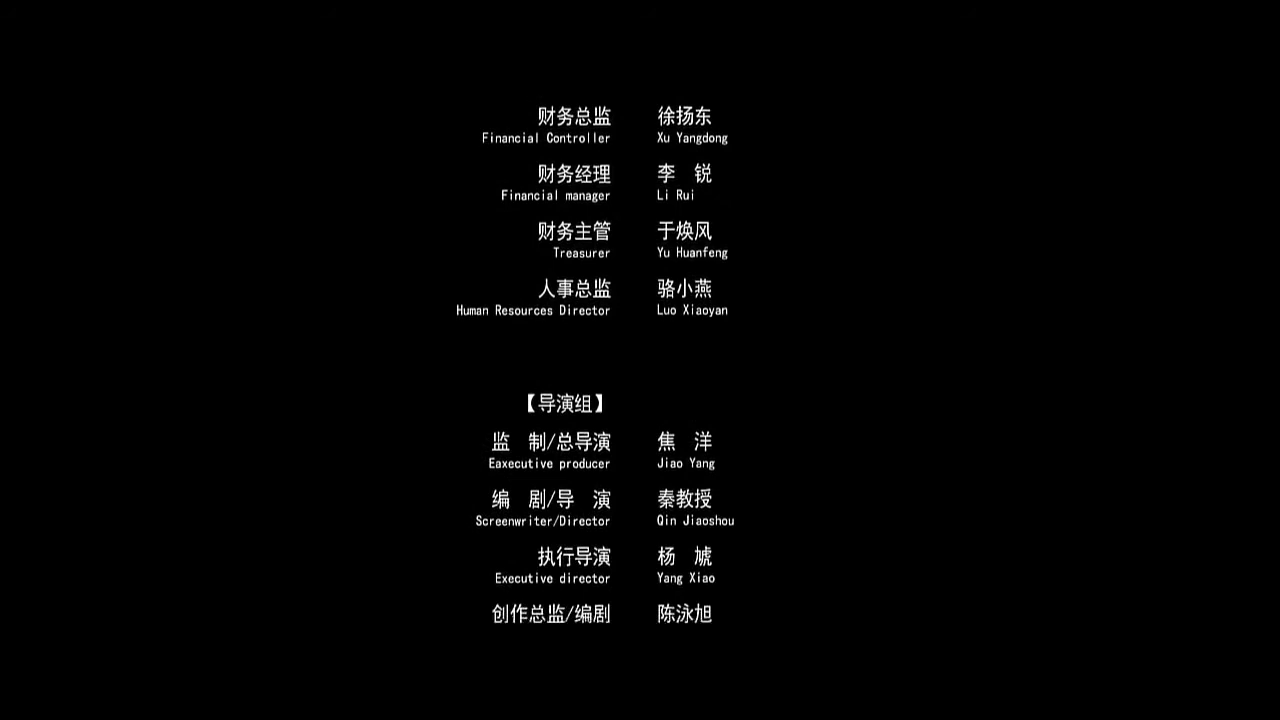 财务总监 徐扬东
Financial Controller Xu Yangdong
财务经理 李 锐
Financial manager Li Rui
财务主管 于焕风
Treasurer Yu Huanfeng
人事总监 骆小燕
Human Resources Director Luo Xiaoyan
【导演组】
监 制/总导演 焦 洋
Eaxecutive producer Jiao Yang
编 剧/导 演 秦教授
Screenwriter/Director Qin Jiaoshou
执行导演 杨 虓
Executive director Yang Xiao
创作总监/编剧 陈泳旭